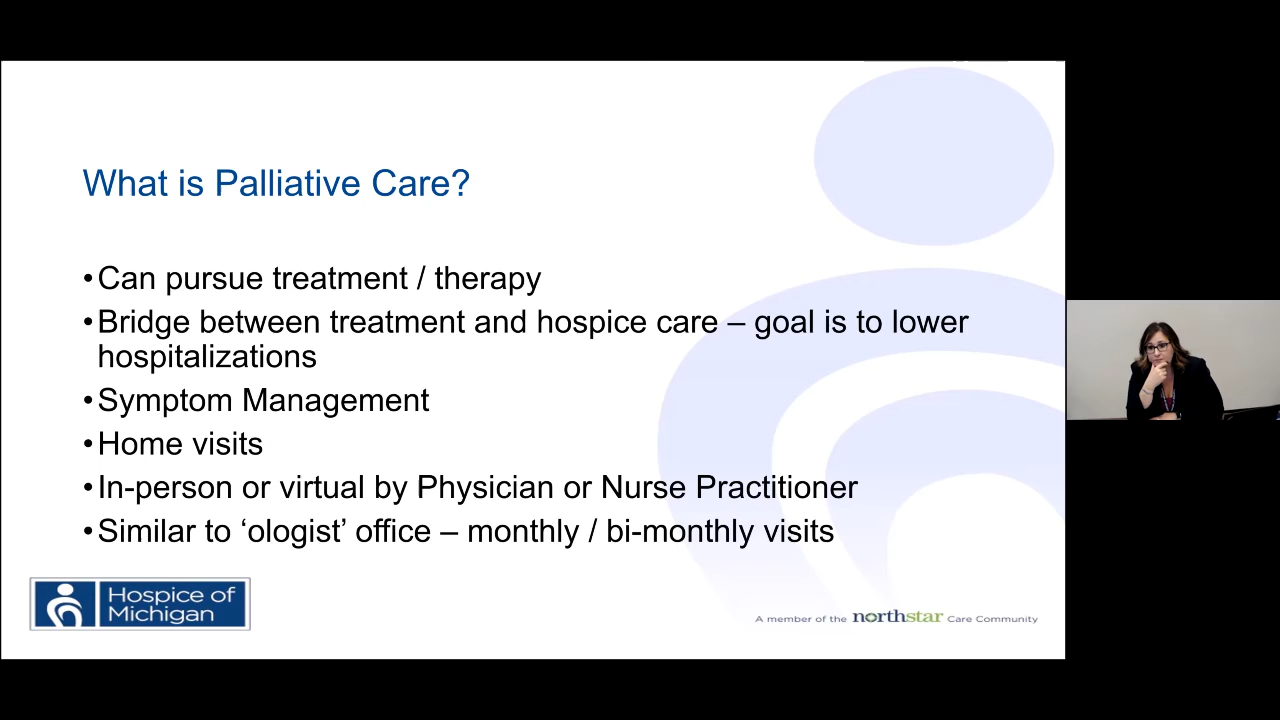 What is Palliative Care?
•Can pursue treatment / therapy
•Bridge between treatment and hospice care – goal is to lower
hospitalizations
•Symptom Management
•Home visits
•In-person or virtual by Physician or Nurse Practitioner
•Similar to ‘ologist’ office – monthly / bi-monthly visits
Hospice of
Michigan
A member of the northstar Care Community